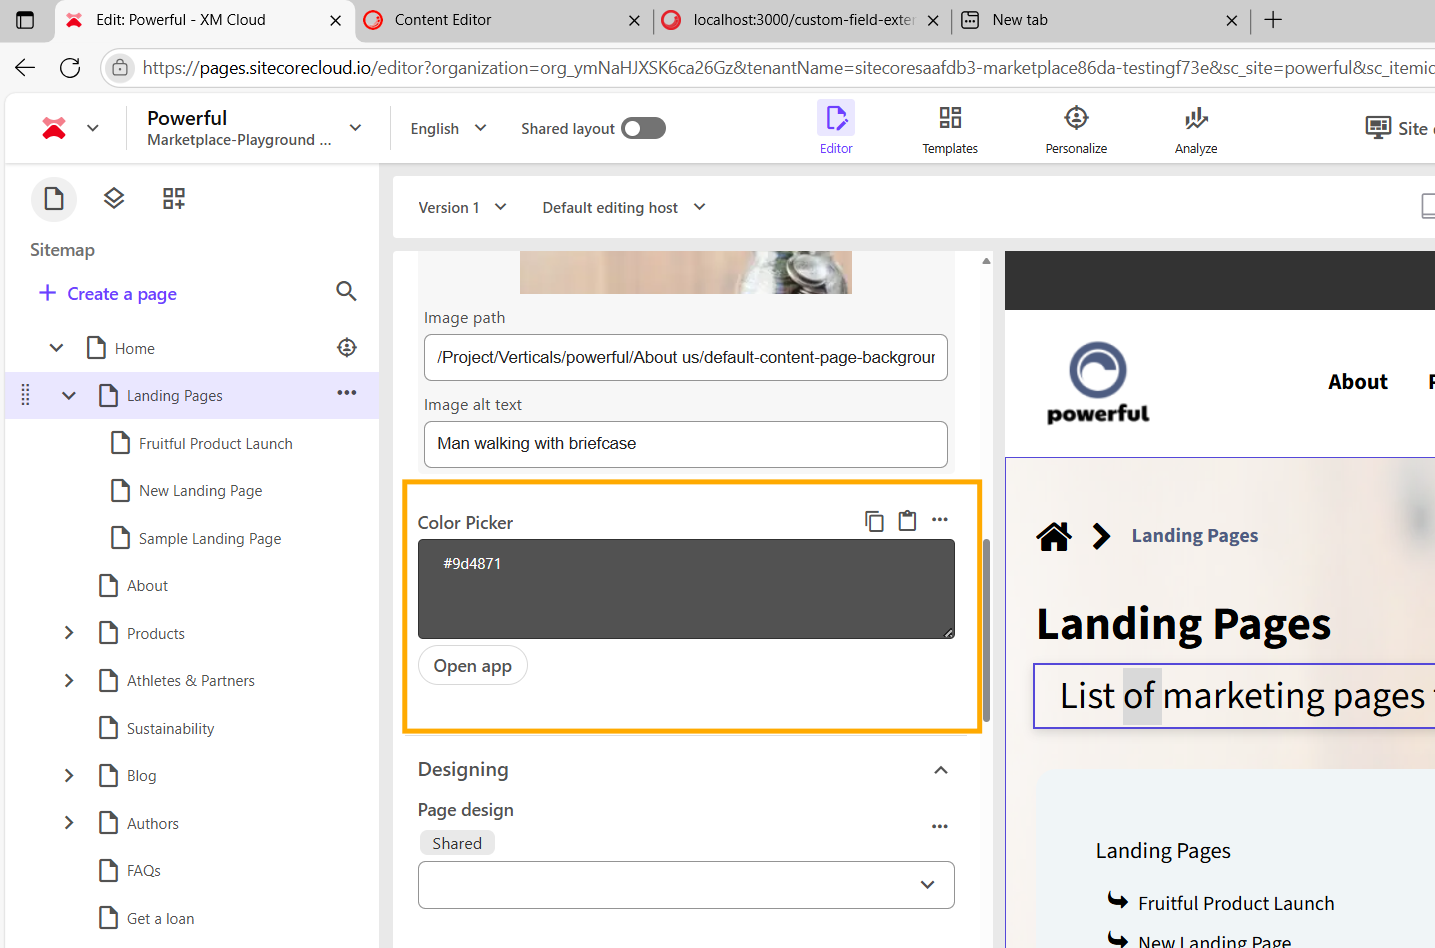 Edit: Powerful - XM Cloud
Content Editor
localhost:3000/custom-field-exter
New tab
https://pages.sitecorecloud.io/editor?organization=org_ymNaHJXSK6ca26Gz&tenantName=sitecoresaafdb3-marketplace86da-testingf73e&sc_site=powerful&sc_itemic
Powerful
Marketplace-Playground ...
English
Shared layout
Editor
Templates
Personalize
Analyze
Site
Version 1
Default editing host
Sitemap
Create a page
Home
Landing Pages
Fruitful Product Launch
New Landing Page
Sample Landing Page
About
Products
Athletes & Partners
Sustainability
Blog
Authors
FAQs
Get a loan
Image path
/Project/Verticals/powerful/About us/default-content-page-backgroun
Image alt text
Man walking with briefcase
Color Picker
#9d4871
Open app
Designing
Page design
Shared
powerful
About
Landing Pages
Landing Pages
List of marketing pages
Landing Pages
Fruitful Product Launch
New Landing Page